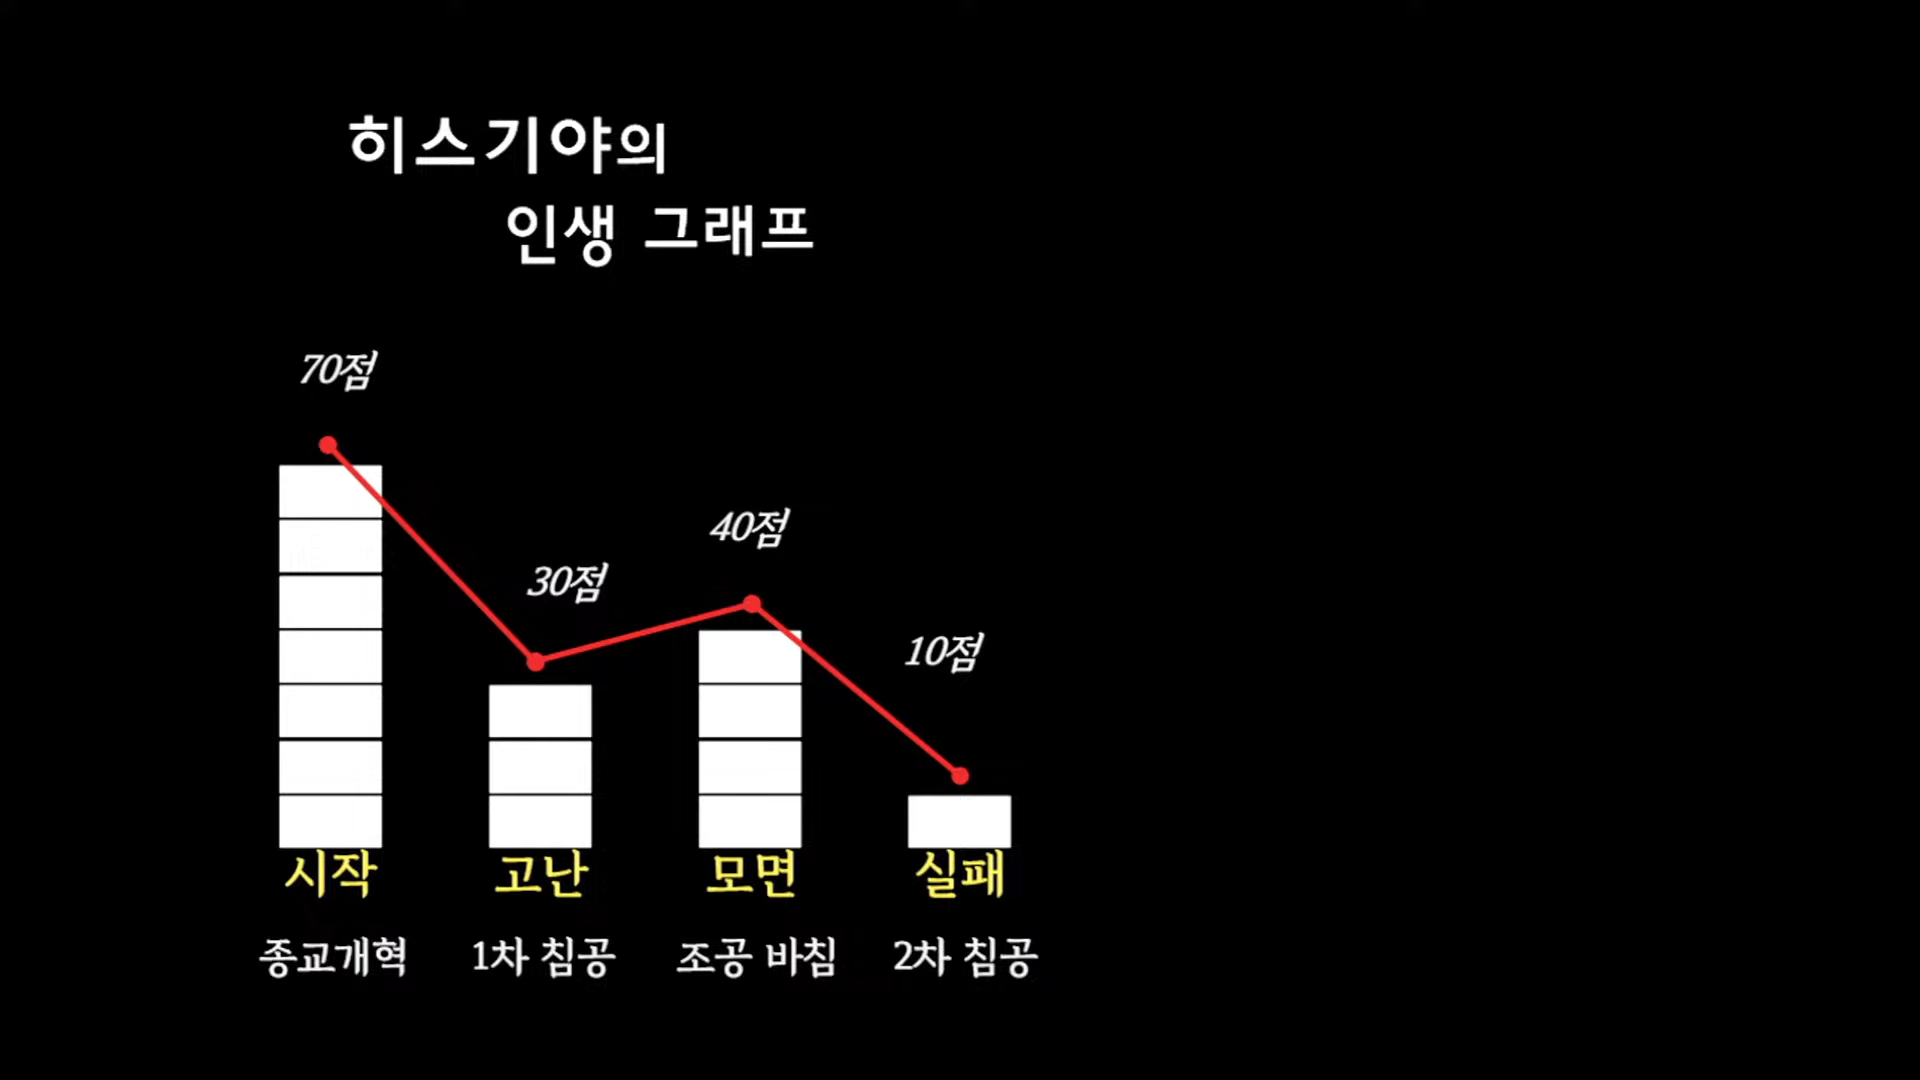 히스기야의
인생 그래프
70점
30점
40점
10점
시작
고난
모면
실패
종교개혁
1차 침공
조공 바침
2차 침공